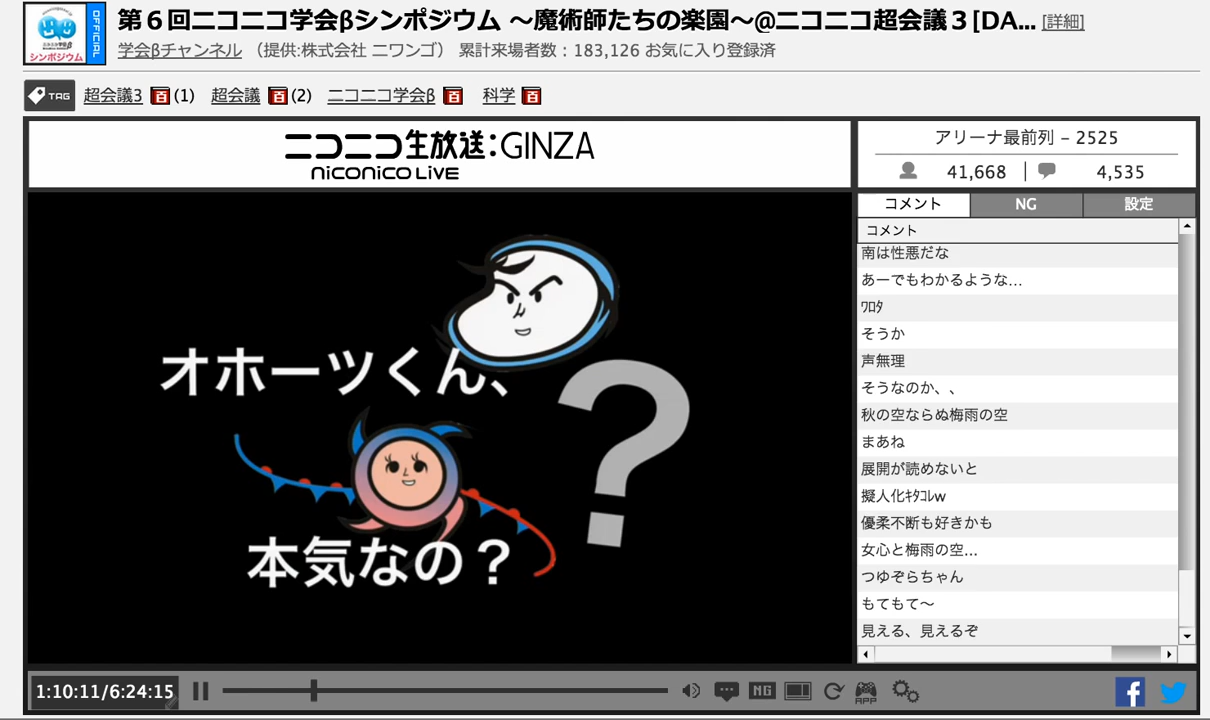 第６回ニコニコ学会βシンポジウム ～魔術師たちの楽園～@ニコニコ超会議３[DA... [詳細]
OFFICIAL
シンポジウム
学会βチャンネル （提供:株式会社 ニワンゴ） 累計来場者数：183,126 お気に入り登録済
TAG 超会議3 百 (1) 超会議 百 (2) ニコニコ学会β 百 科学 百
ニコニコ生放送:GINZA
niconico LIVE
アリーナ最前列 – 2525
41,668 4,535
コメント NG 設定
コメント
南は性悪だな
あーでもわかるような…
ﾜﾛﾀ
そうか
声無理
そうなのか、、
秋の空ならぬ梅雨の空
まあね
展開が読めないと
擬人化ｷﾀｺﾚw
優柔不断も好きかも
女心と梅雨の空…
つゆぞらちゃん
もてもて～
見える、見えるぞ
オホーツくん、
本気なの？
?
1:10:11/6:24:15
NG
APP